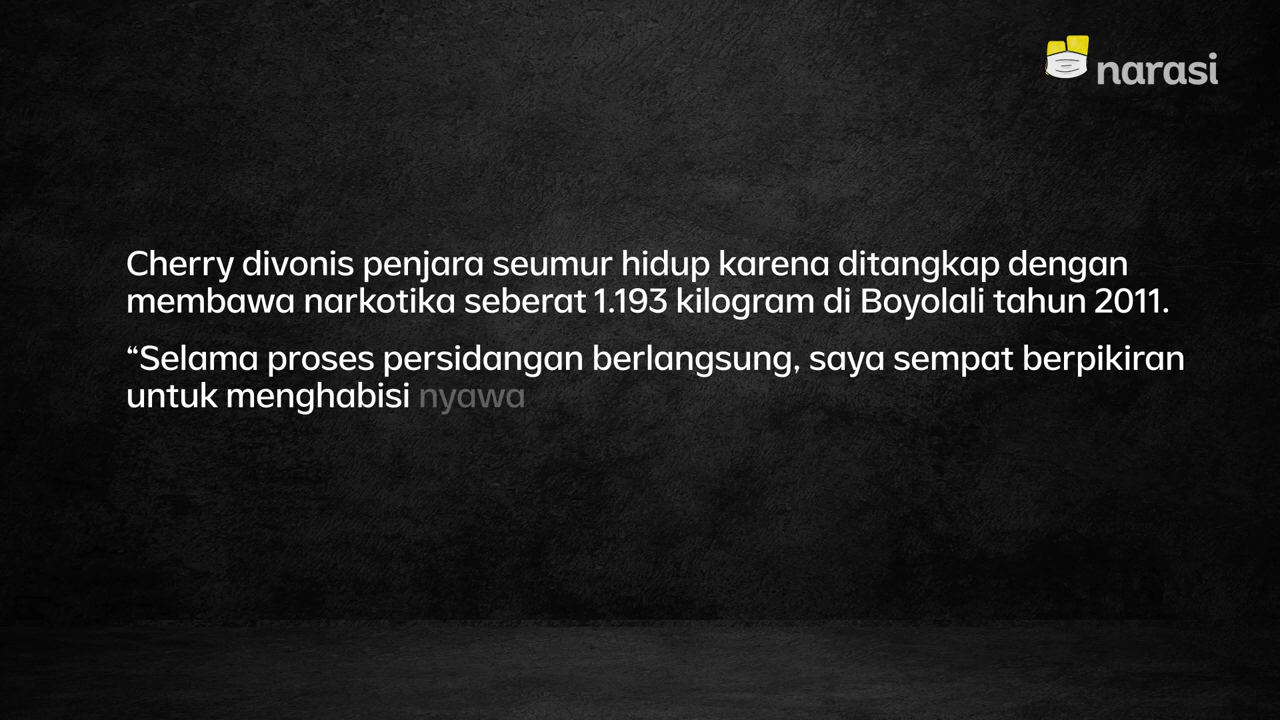 narasi
Cherry divonis penjara seumur hidup karena ditangkap dengan
membawa narkotika seberat 1.193 kilogram di Boyolali tahun 2011.
“Selama proses persidangan berlangsung, saya sempat berpikiran
untuk menghabisi nyawa